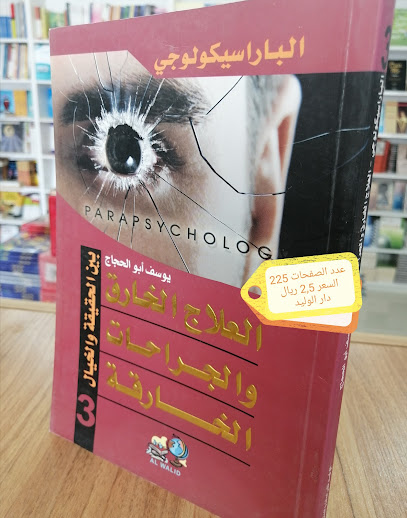 الباراسيكولوجي
PARAPSYCHOLOG
يوسف أبو الحجاج
العلاج الخارق
والجراحات
الخارقة
بين الحقيقة والخيال
3
AL WALID
عدد الصفحات 225
السعر 2,5 ريال
دار الوليد